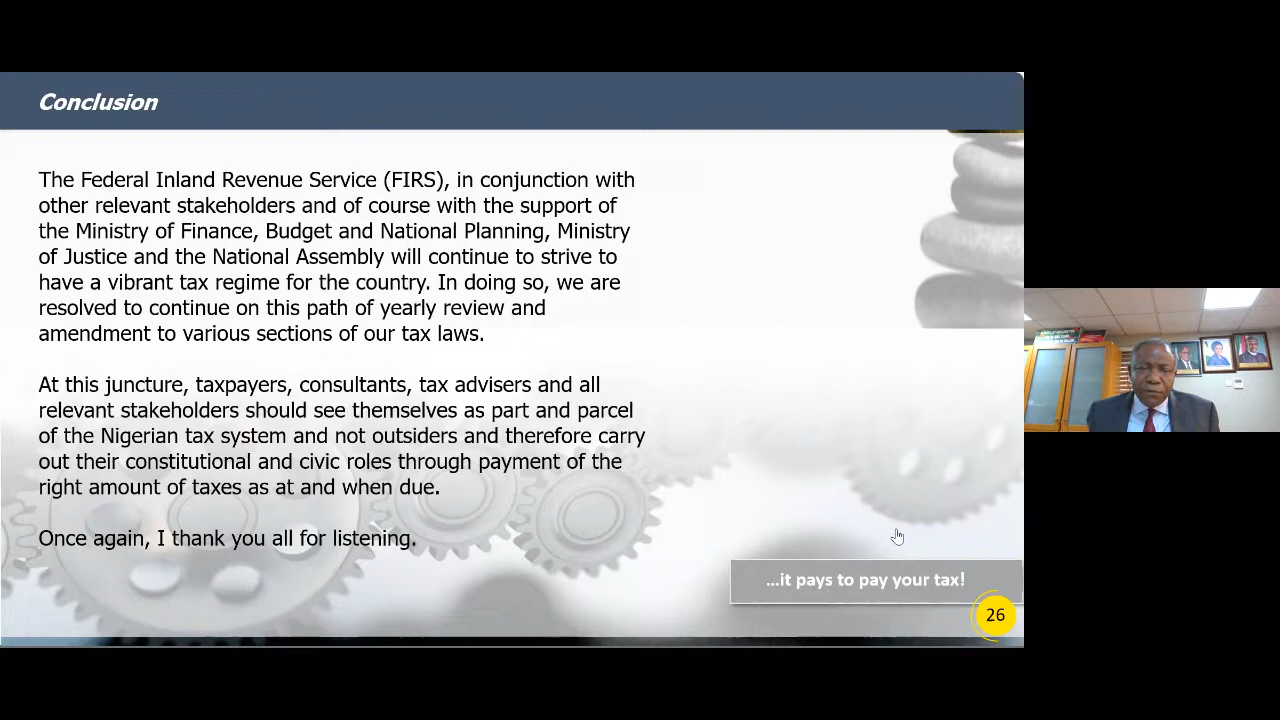 Conclusion
The Federal Inland Revenue Service (FIRS), in conjunction with
other relevant stakeholders and of course with the support of
the Ministry of Finance, Budget and National Planning, Ministry
of Justice and the National Assembly will continue to strive to
have a vibrant tax regime for the country. In doing so, we are
resolved to continue on this path of yearly review and
amendment to various sections of our tax laws.
At this juncture, taxpayers, consultants, tax advisers and all
relevant stakeholders should see themselves as part and parcel
of the Nigerian tax system and not outsiders and therefore carry
out their constitutional and civic roles through payment of the
right amount of taxes as at and when due.
Once again, I thank you all for listening.
...it pays to pay your tax!
26